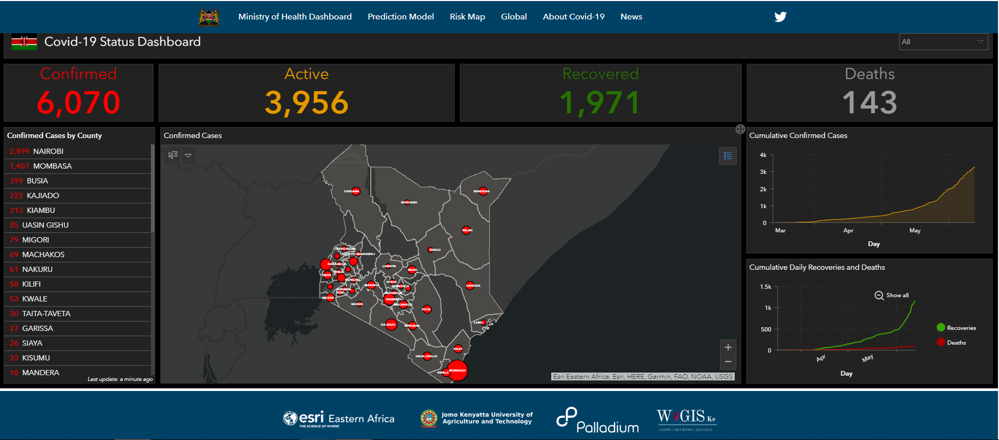 Ministry of Health Dashboard Prediction Model Risk Map Global About Covid-19 News
Covid-19 Status Dashboard
All
Confirmed
6,070
Active
3,956
Recovered
1,971
Deaths
143
Confirmed Cases by County
2,899 NAIROBI
1,407 MOMBASA
399 BUSIA
222 KAJIADO
213 KIAMBU
85 UASIN GISHU
79 MIGORI
69 MACHAKOS
61 NAKURU
58 KILIFI
53 KWALE
30 TAITA-TAVETA
27 GARISSA
26 SIAYA
23 KISUMU
18 MANDERA
Last update: a minute ago
Confirmed Cases
TURKANA
MANDERA
MARSABIT
WAJIR
ISIOLO
TRANS-NZOIA
ELGEYO-MARAKWET
KAKAMEGA
LAIKIPIA
MERU
SIAYA
KERICHO
NYERI
NAKURU
KIRINYAGA
GARISSA
NYAMIRA
KISII
MURANGA
MIGORI
KIAMBU
NAROK
MACHAKOS
KITUI
LAMU
KAJIADO
MAKUENI
KILIFI
TAITA-TAVETA
KWALE
MOMBASA
Esri Eastern Africa, Esri, HERE, Garmin, FAO, NOAA, USGS
Cumulative Confirmed Cases
4k
3k
2k
1k
0
Mar Apr May
Day
Cumulative Daily Recoveries and Deaths
1.5k
1k
500
0
Show all
Recoveries
Deaths
Apr May
Day
esri Eastern Africa
THE SCIENCE OF WHERE
Jomo Kenyatta University of
Agriculture and Technology
Palladium
WiGIS Ke
LEARN | NETWORK | SUCCEED